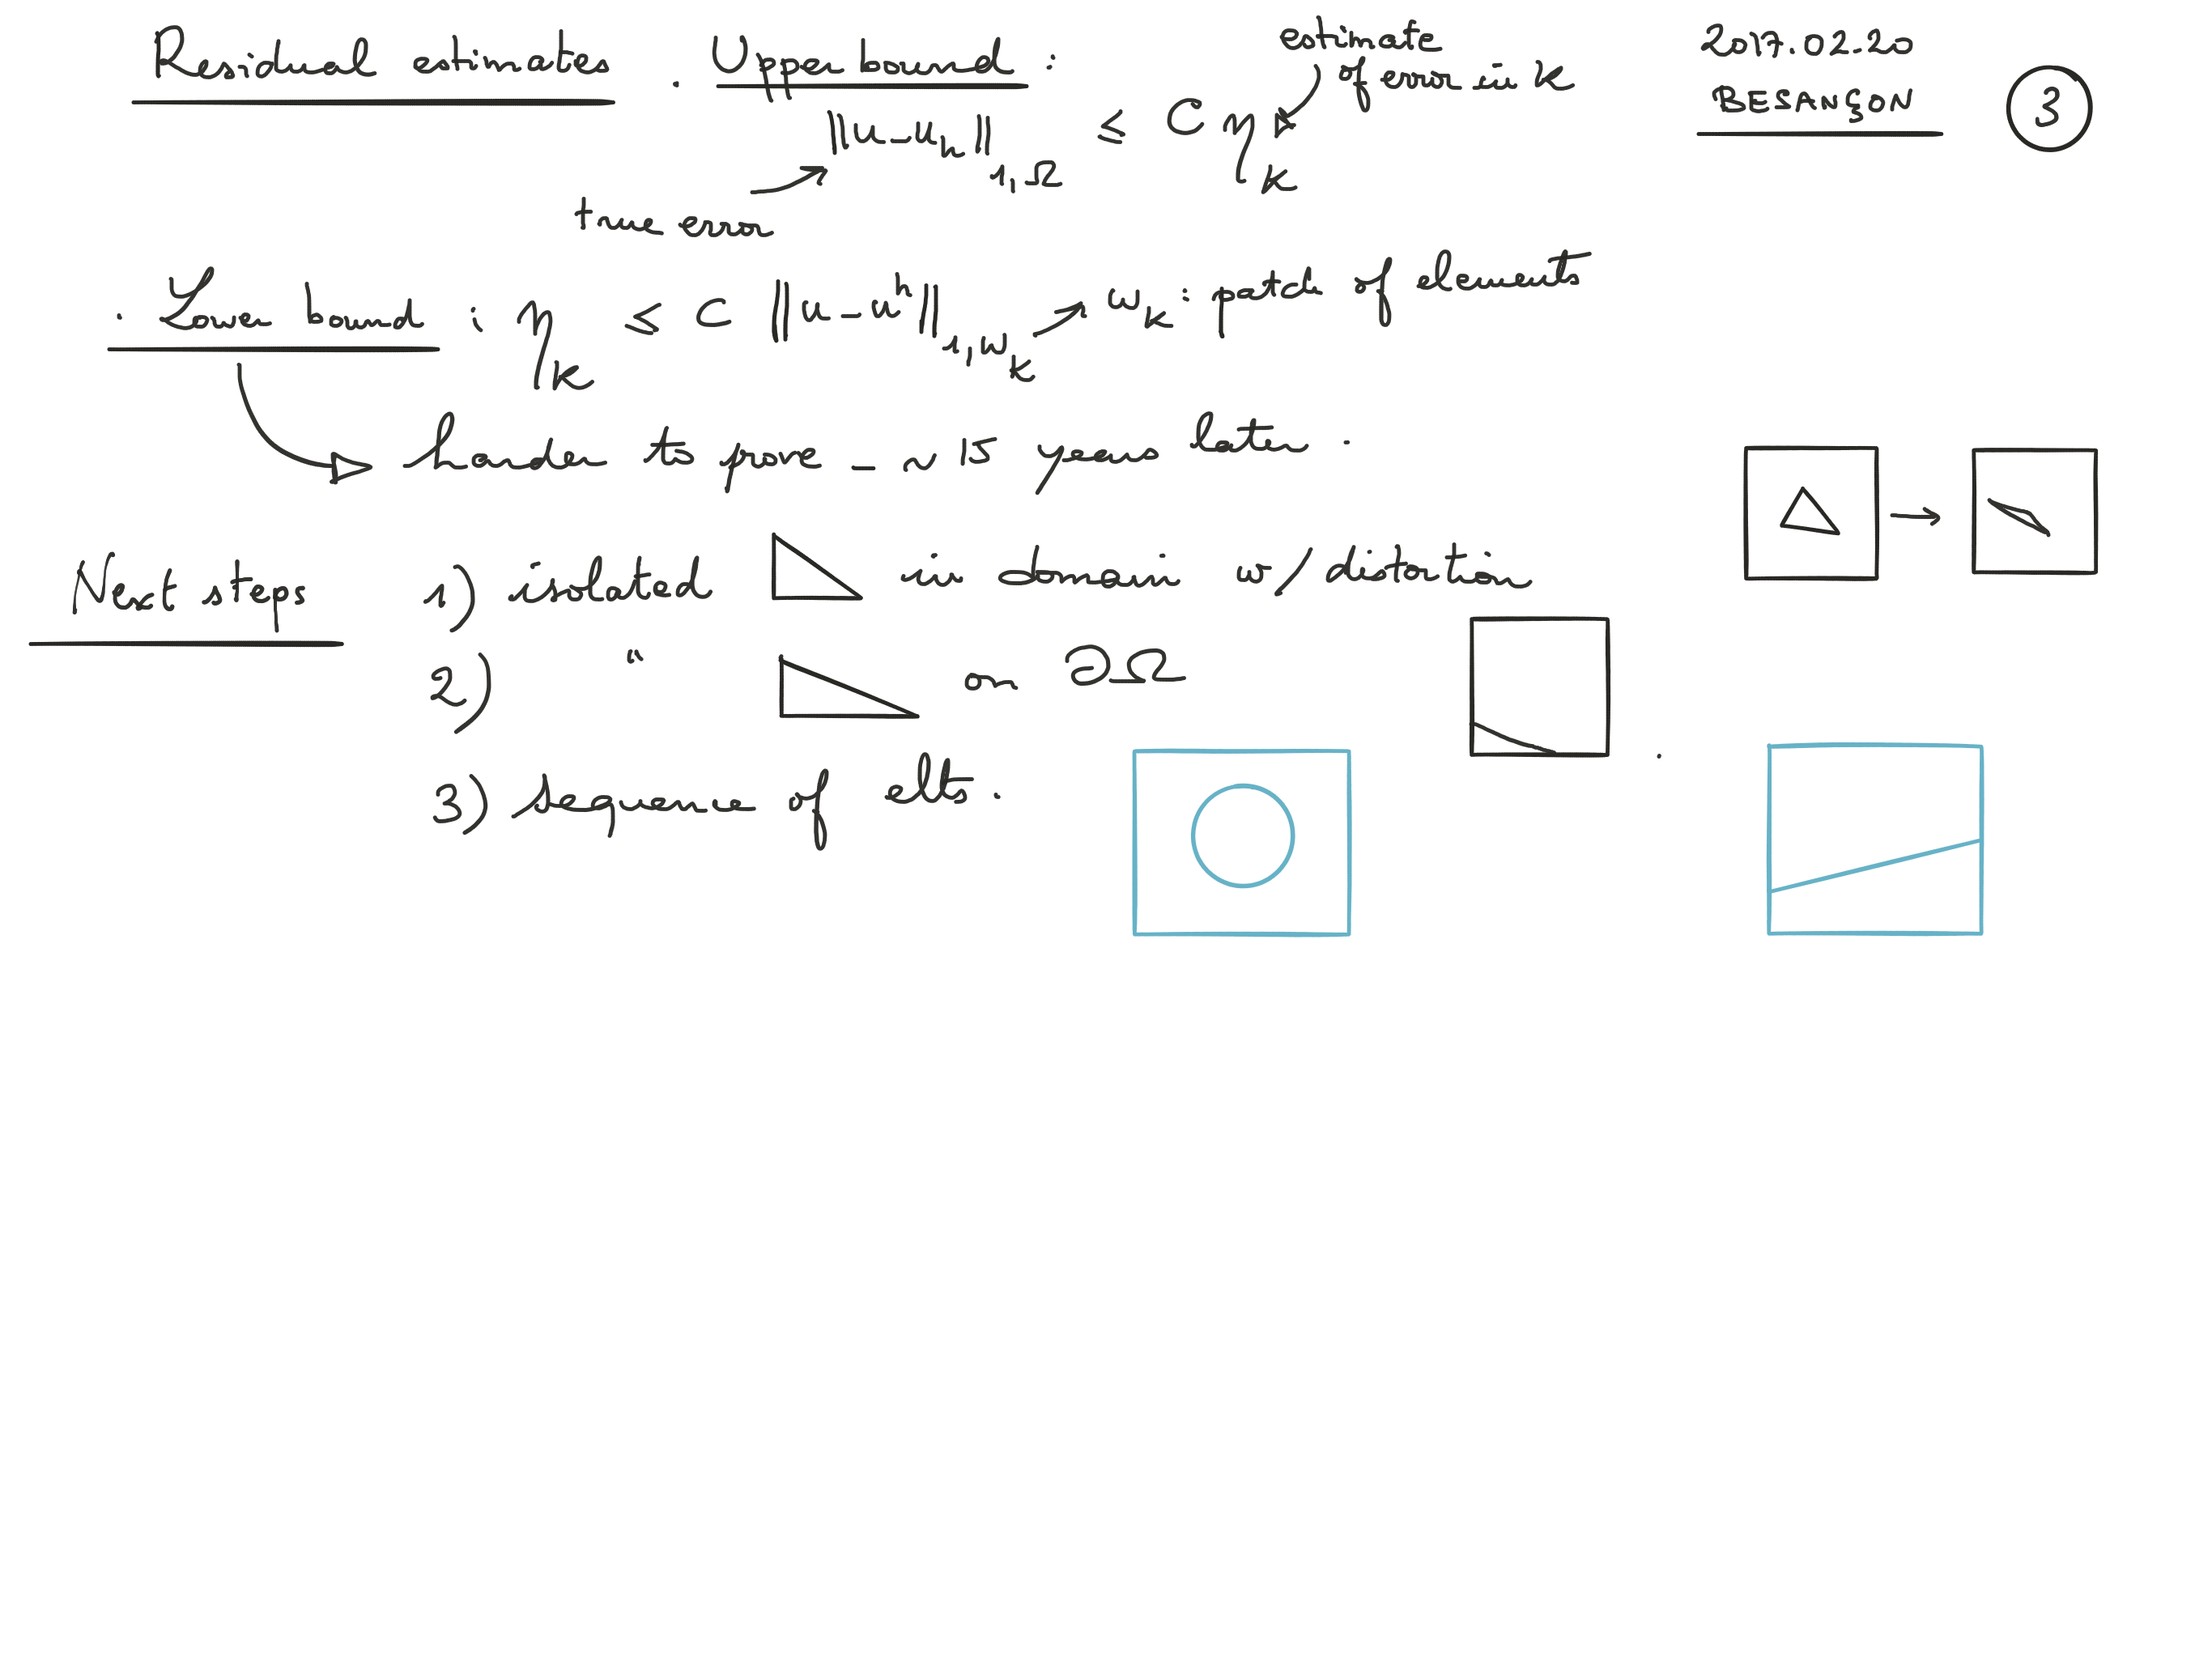 Residual estimates . Upper bound :
estimate
of error in K
2017.02.20
BESANÇON
3
||u-u_h||_{1,Ω} ≤ C η_K
true error
. Lower bound : η_K ≤ C ||u-u^h||_{1,ω_K} → ω_K : patch of elements
harder to prove _ ~ 15 years later .
Next steps 1) isolated in domain w/ distortion
2) " on ∂Ω
3) sequence of elts.